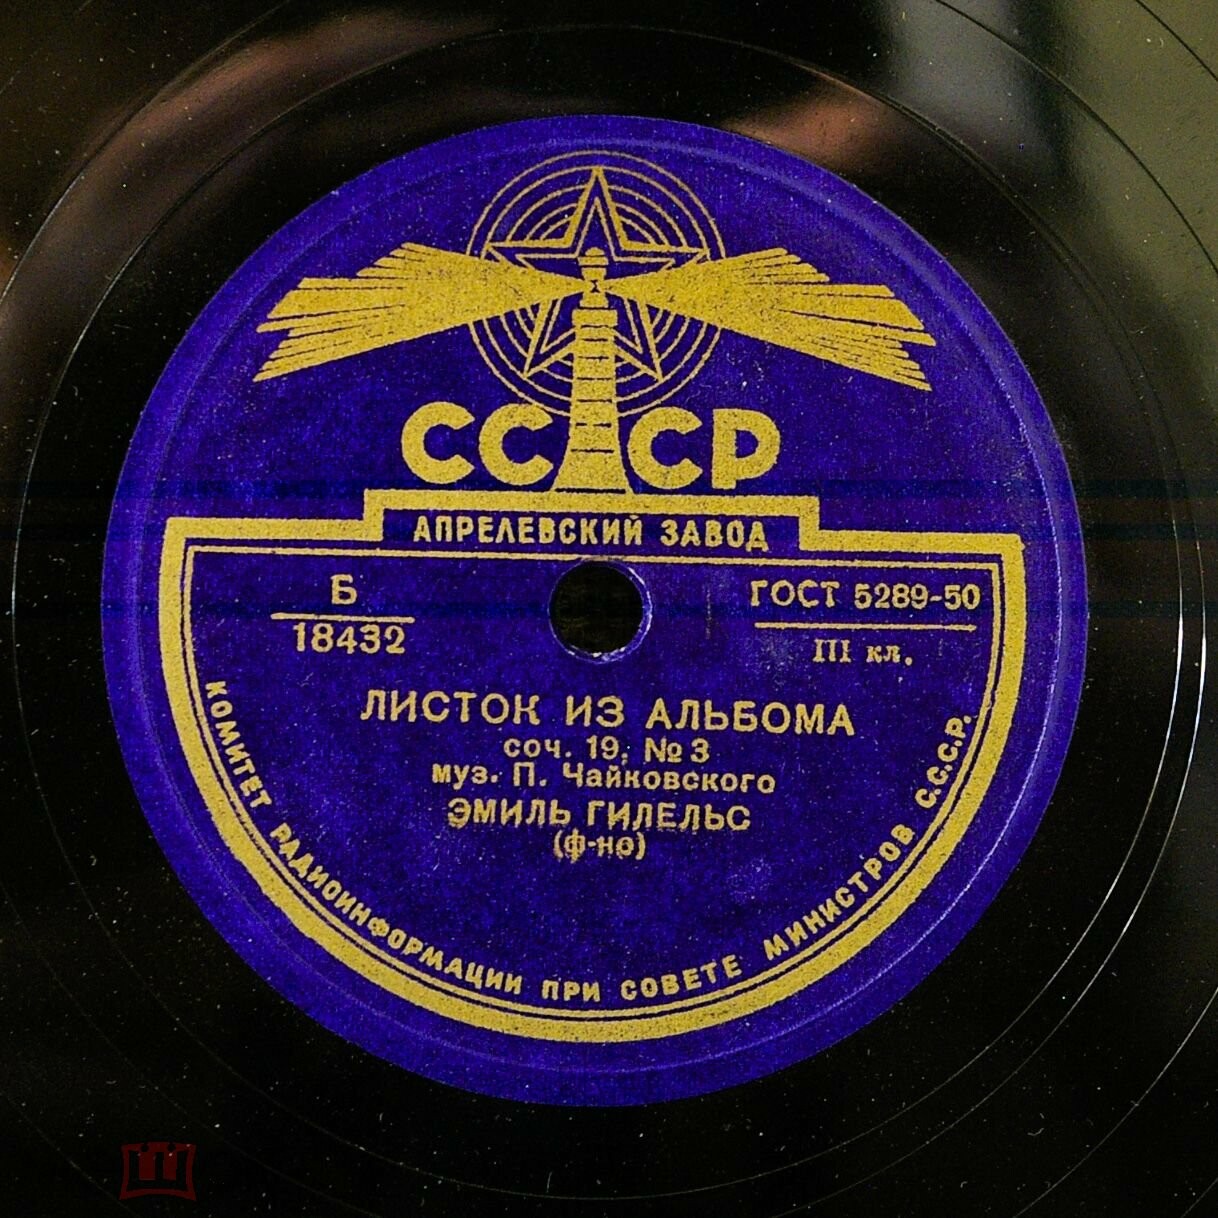 СССР
АПРЕЛЕВСКИЙ ЗАВОД
Б
18432
ГОСТ 5289-50
III кл.
ЛИСТОК ИЗ АЛЬБОМА
соч. 19, № 3
муз. П. Чайковского
ЭМИЛЬ ГИЛЕЛЬС
(ф-но)
КОМИТЕТ РАДИОИНФОРМАЦИИ ПРИ СОВЕТЕ МИНИСТРОВ С.С.С.Р.